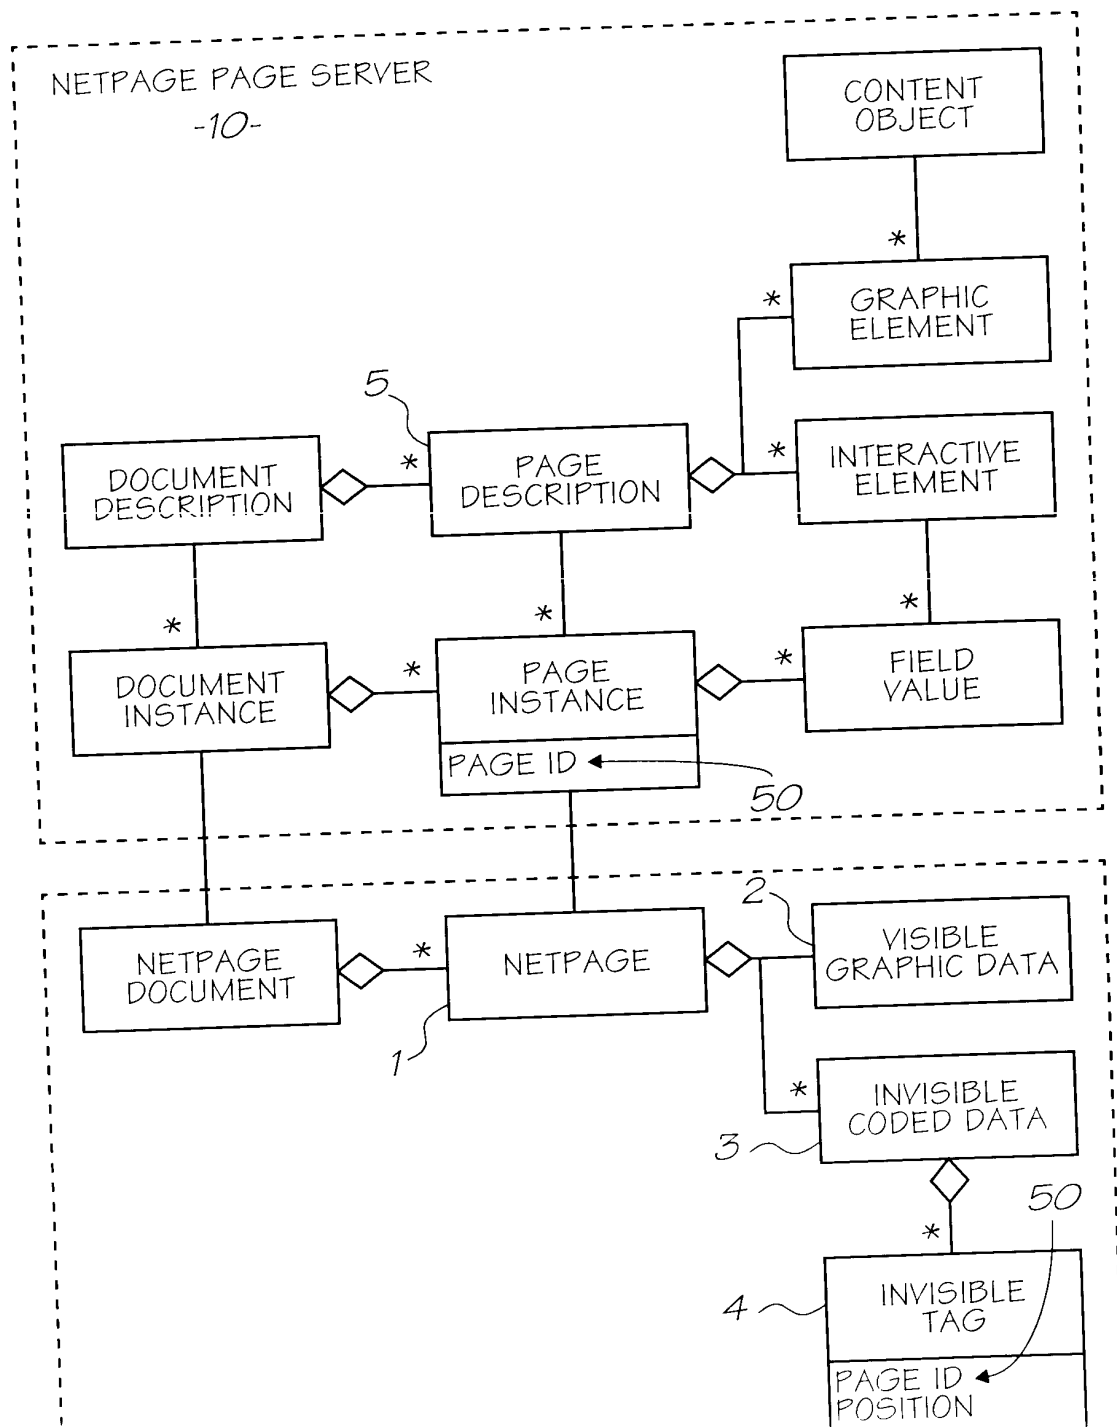 NETPAGE PAGE SERVER
-10-
CONTENT
OBJECT
*
GRAPHIC
ELEMENT
*
5
DOCUMENT
DESCRIPTION
*
PAGE
DESCRIPTION
*
INTERACTIVE
ELEMENT
*
*
*
DOCUMENT
INSTANCE
*
PAGE
INSTANCE
*
FIELD
VALUE
PAGE ID
50
2
NETPAGE
DOCUMENT
*
NETPAGE
VISIBLE
GRAPHIC DATA
1
*
INVISIBLE
CODED DATA
3
50
*
4
INVISIBLE
TAG
PAGE ID
POSITION